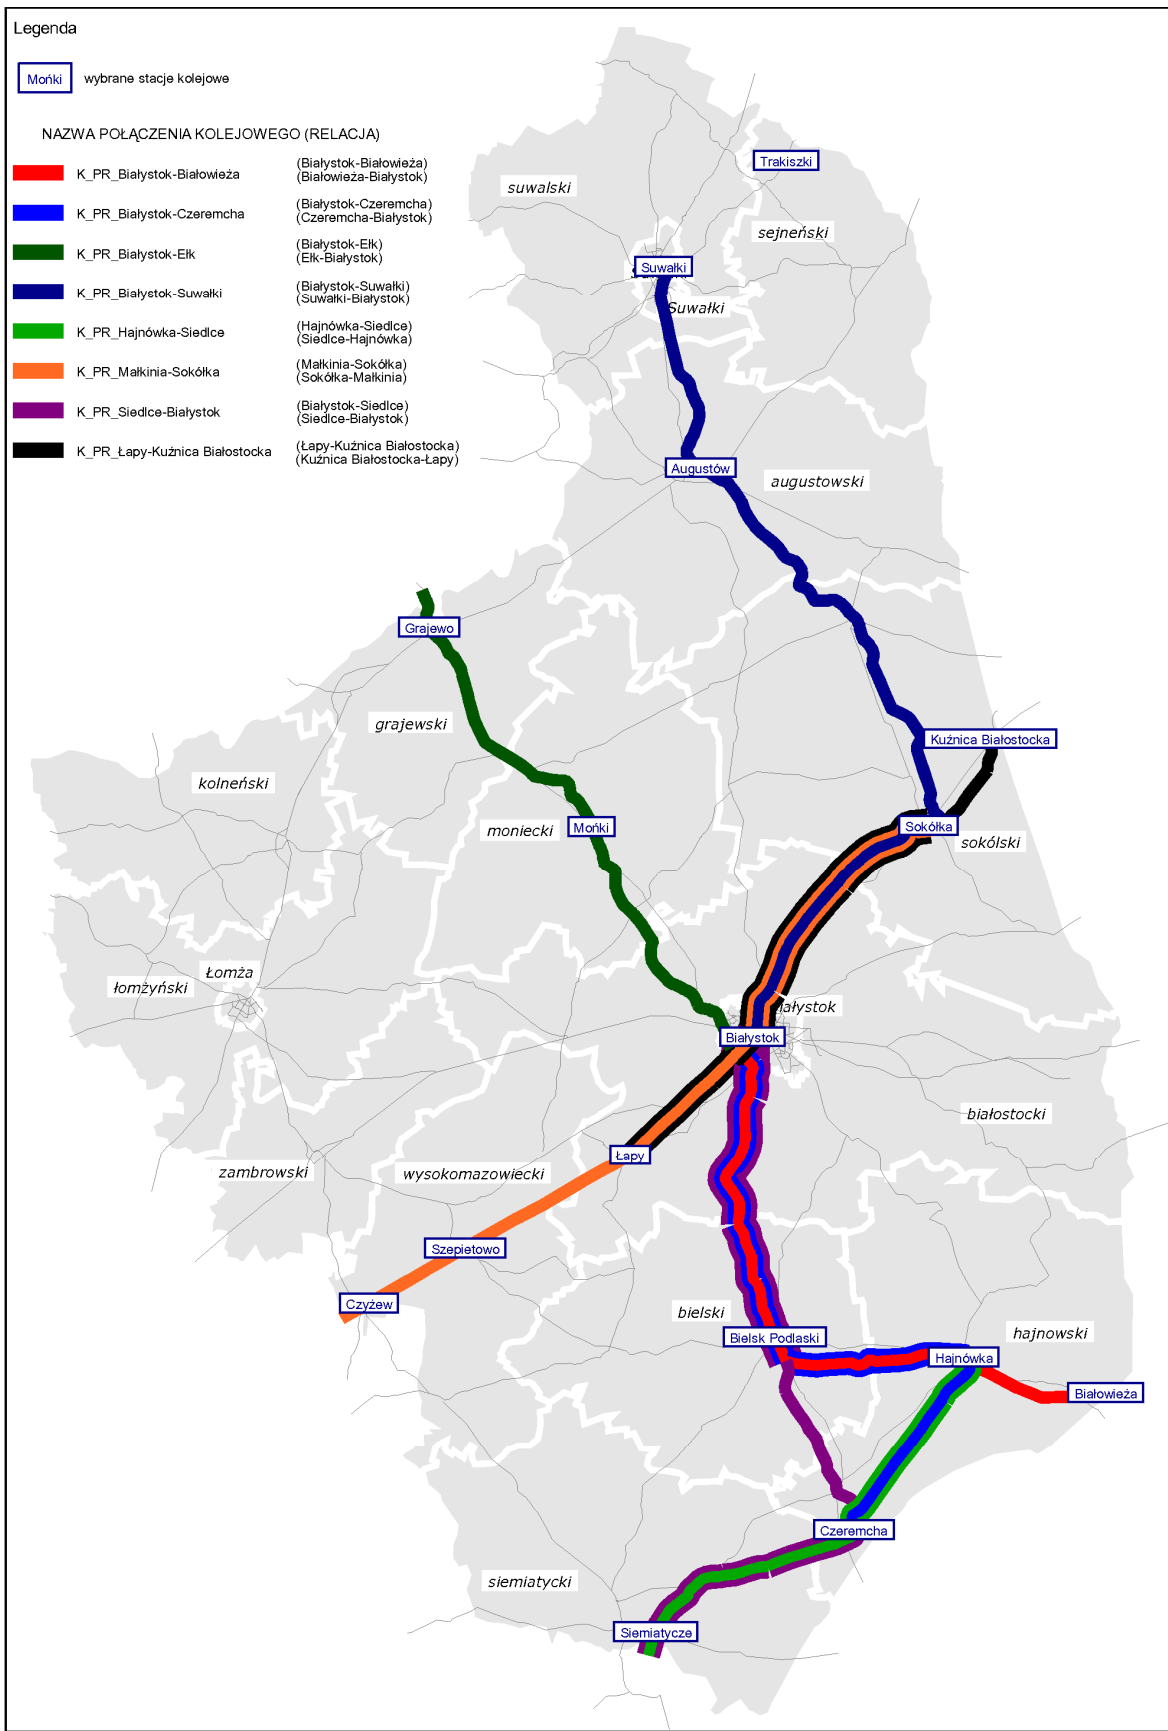 Legenda
Mońki
wybrane stacje kolejowe
NAZWA POŁĄCZENIA KOLEJOWEGO (RELACJA)
K_PR_Białystok-Białowieża
(Białystok-Białowieża)
(Białowieża-Białystok)
K_PR_Białystok-Czeremcha
(Białystok-Czeremcha)
(Czeremcha-Białystok)
K_PR_Białystok-Ełk
(Białystok-Ełk)
(Ełk-Białystok)
K_PR_Białystok-Suwałki
(Białystok-Suwałki)
(Suwałki-Białystok)
K_PR_Hajnówka-Siedlce
(Hajnówka-Siedlce)
(Siedlce-Hajnówka)
K_PR_Małkinia-Sokółka
(Małkinia-Sokółka)
(Sokółka-Małkinia)
K_PR_Siedlce-Białystok
(Białystok-Siedlce)
(Siedlce-Białystok)
K_PR_Łapy-Kuźnica Białostocka
(Łapy-Kuźnica Białostocka)
(Kuźnica Białostocka-Łapy)
Trakiszki
suwalski
sejneński
Suwałki
Suwałki
Augustów
augustowski
Grajewo
grajewski
Kuźnica Białostocka
kolneński
moniecki
Mońki
Sokółka
sokólski
Łomża
łomżyński
ałystok
Białystok
białostocki
Łapy
zambrowski
wysokomazowiecki
Szepietowo
Czyżew
bielski
Bielsk Podlaski
hajnowski
Hajnówka
Białowieża
Czeremcha
siemiatycki
Siemiatycze